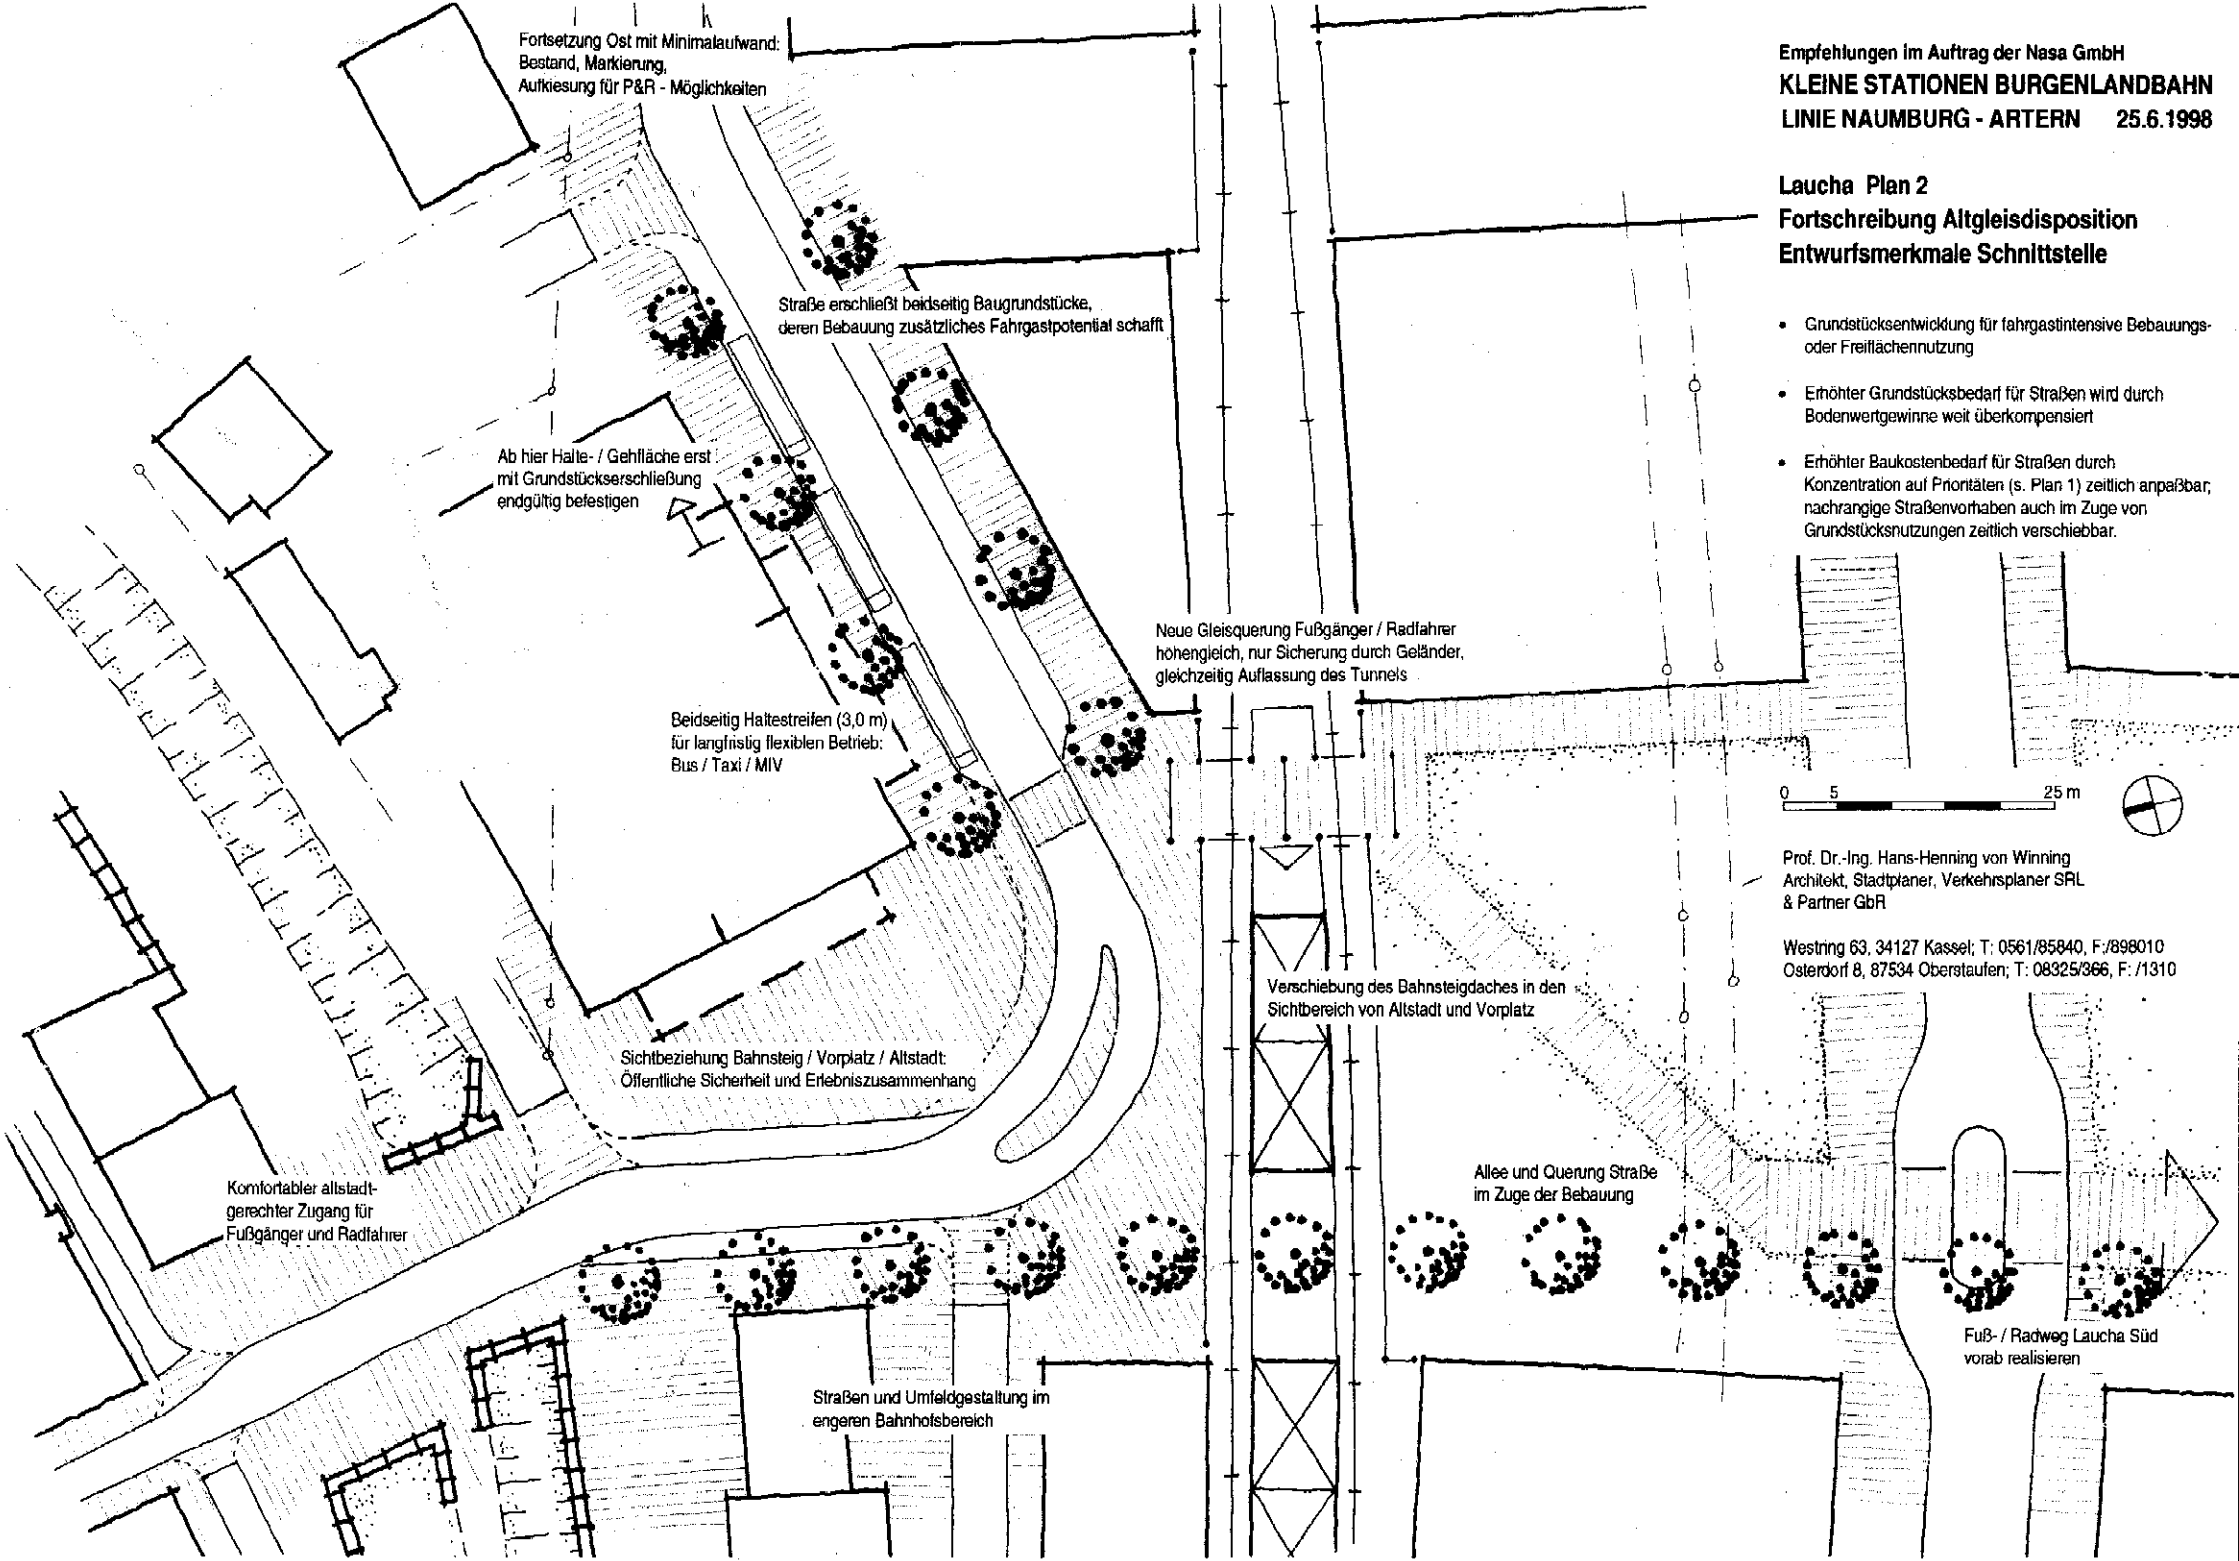 Fortsetzung Ost mit Minimalaufwand:
Bestand, Markierung,
Aufkiesung für P&R - Möglichkeiten
Empfehlungen im Auftrag der Nasa GmbH
KLEINE STATIONEN BURGENLANDBAHN
LINIE NAUMBURG - ARTERN 25.6.1998
Laucha Plan 2
Fortschreibung Altgleisdisposition
Entwurfsmerkmale Schnittstelle
• Grundstücksentwicklung für fahrgastintensive Bebauungs-
oder Freiflächennutzung
• Erhöhter Grundstücksbedarf für Straßen wird durch
Bodenwertgewinne weit überkompensiert
• Erhöhter Baukostenbedarf für Straßen durch
Konzentration auf Prioritäten (s. Plan 1) zeitlich anpaßbar;
nachrangige Straßenvorhaben auch im Zuge von
Grundstücksnutzungen zeitlich verschiebbar.
Straße erschließt beidseitig Baugrundstücke,
deren Bebauung zusätzliches Fahrgastpotential schafft
Ab hier Halte- / Gehfläche erst
mit Grundstückserschließung
endgültig befestigen
Neue Gleisquerung Fußgänger / Radfahrer
höhengleich, nur Sicherung durch Geländer,
gleichzeitig Auflassung des Tunnels
Beidseitig Haltestreifen (3,0 m)
für langfristig flexiblen Betrieb:
Bus / Taxi / MIV
0 5 25 m
Prof. Dr.-Ing. Hans-Henning von Winning
Architekt, Stadtplaner, Verkehrsplaner SRL
& Partner GbR
Westring 63, 34127 Kassel; T: 0561/85840, F:/898010
Osterdorf 8, 87534 Oberstaufen; T: 08325/366, F: /1310
Verschiebung des Bahnsteigdaches in den
Sichtbereich von Altstadt und Vorplatz
Sichtbeziehung Bahnsteig / Vorplatz / Altstadt:
Öffentliche Sicherheit und Erlebniszusammenhang
Komfortabler altstadt-
gerechter Zugang für
Fußgänger und Radfahrer
Allee und Querung Straße
im Zuge der Bebauung
Fuß- / Radweg Laucha Süd
vorab realisieren
Straßen und Umfeldgestaltung im
engeren Bahnhofsbereich